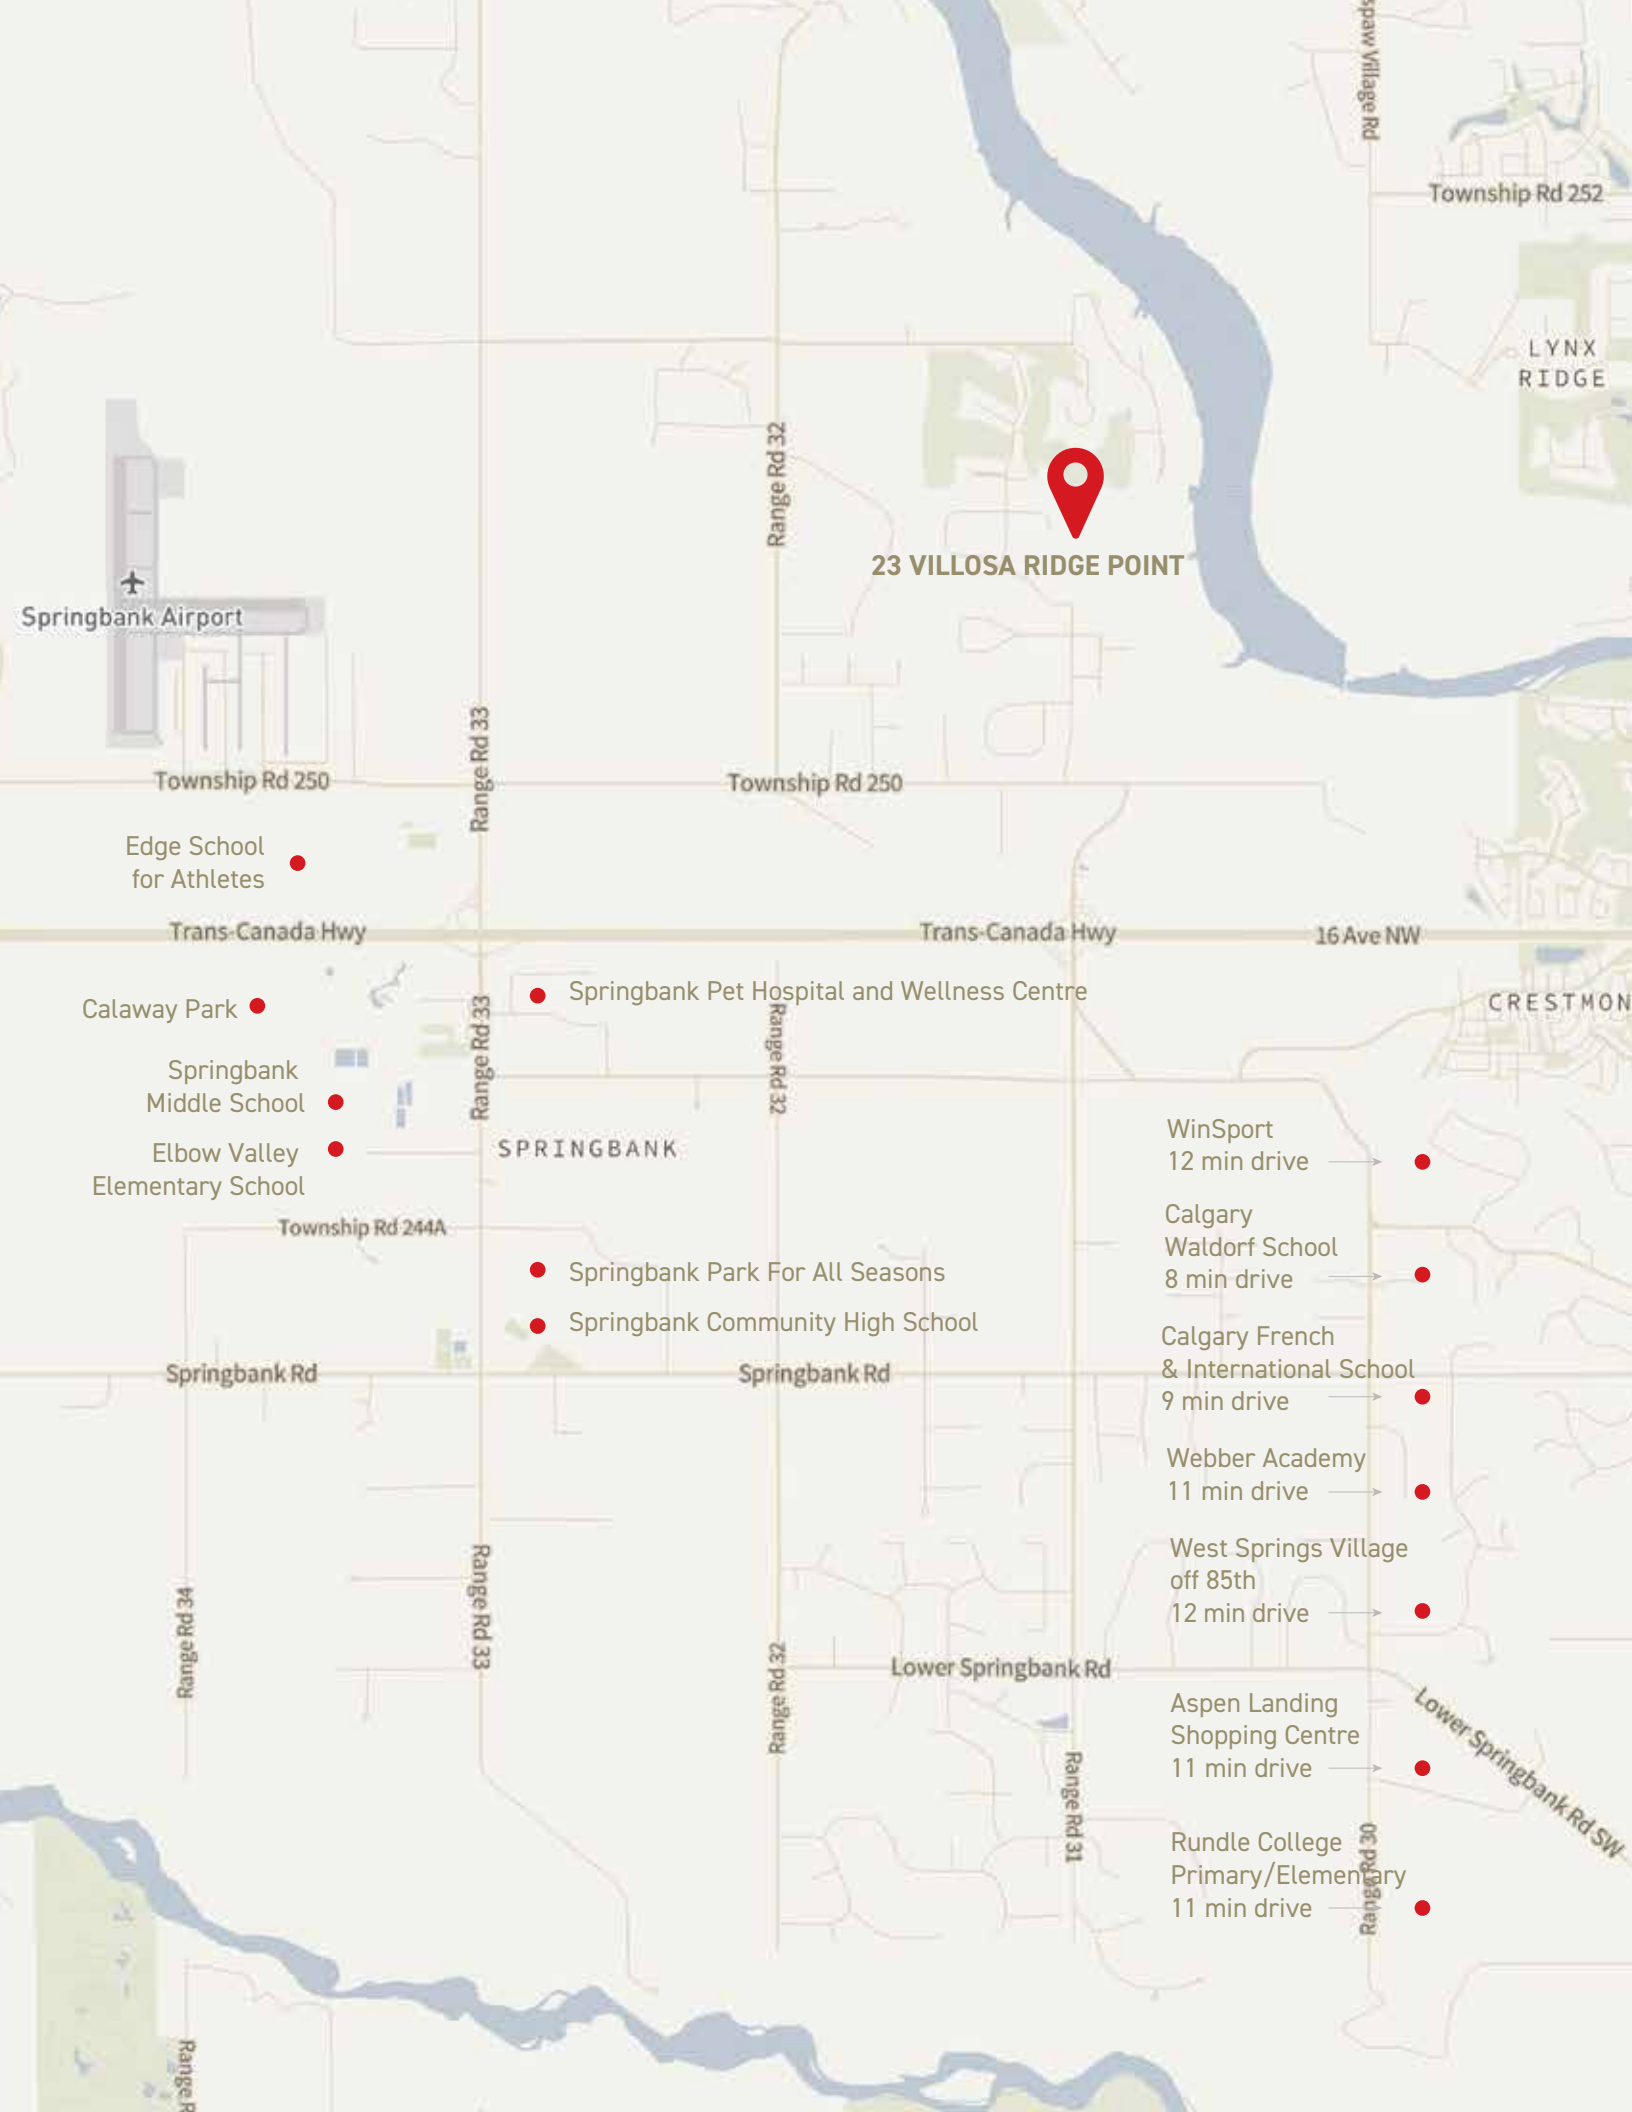 spaw Village Rd
Township Rd 252
LYNX
RIDGE
Range Rd 32
23 VILLOSA RIDGE POINT
Springbank Airport
Range Rd 33
Township Rd 250
Township Rd 250
Edge School
for Athletes
Trans-Canada Hwy
Trans-Canada Hwy
16 Ave NW
Calaway Park
Springbank Pet Hospital and Wellness Centre
CRESTMON
Range Rd 33
Range Rd 32
Springbank
Middle School
Elbow Valley
Elementary School
SPRINGBANK
WinSport
12 min drive
Township Rd 244A
Calgary
Waldorf School
8 min drive
Springbank Park For All Seasons
Springbank Community High School
Calgary French
& International School
9 min drive
Springbank Rd
Springbank Rd
Webber Academy
11 min drive
West Springs Village
off 85th
12 min drive
Range Rd 34
Range Rd 33
Range Rd 32
Lower Springbank Rd
Aspen Landing
Shopping Centre
11 min drive
Lower Springbank Rd SW
Range Rd 31
Range Rd 30
Rundle College
Primary/Elementary
11 min drive
Range R